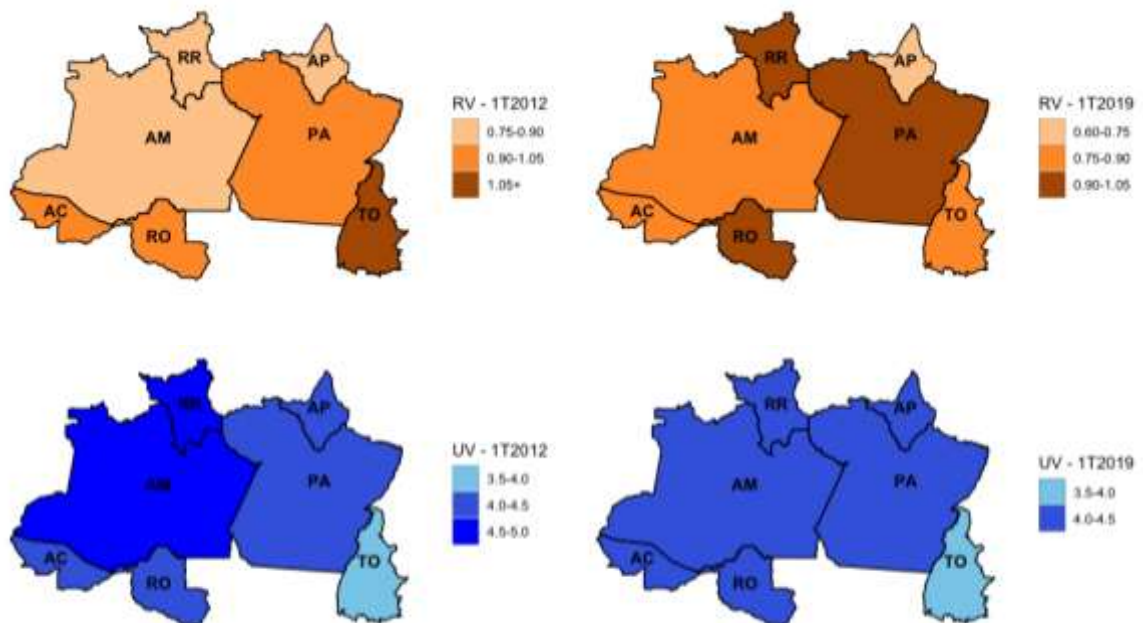 RR
AP
AM
PA
AC
RO
TO
RV - 1T2012
0.75-0.90
0.90-1.05
1.05+
RR
AP
AM
PA
AC
RO
TO
RV - 1T2019
0.60-0.75
0.75-0.90
0.90-1.05
RR
AP
AM
PA
AC
RO
TO
UV - 1T2012
3.5-4.0
4.0-4.5
4.5-5.0
RR
AP
AM
PA
AC
RO
TO
UV - 1T2019
3.5-4.0
4.0-4.5